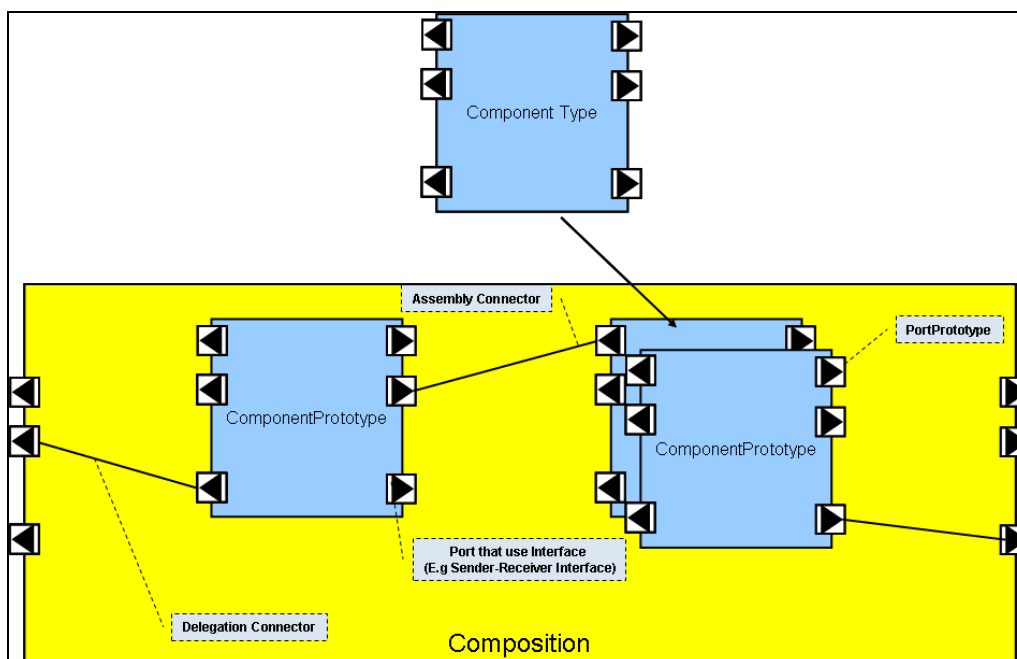 Component Type
Assembly Connector
PortPrototype
ComponentPrototype
ComponentPrototype
Port that use Interface
(E.g Sender-Receiver Interface)
Delegation Connector
Composition